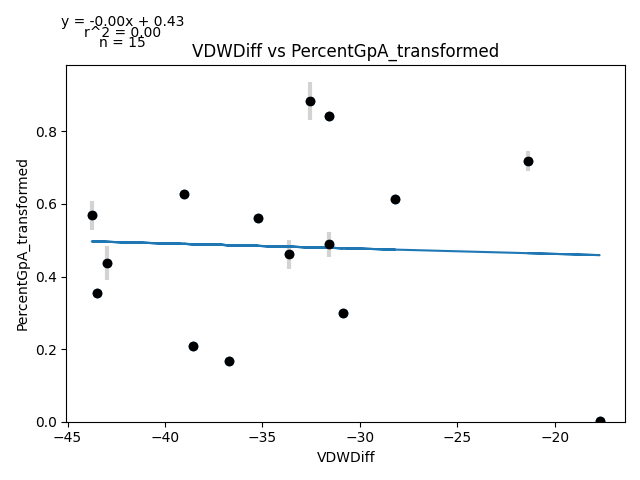 y = -0.00x + 0.43
r^2 = 0.00
n = 15
VDWDiff vs PercentGpA_transformed
PercentGpA_transformed
0.8
0.6
0.4
0.2
0.0
−45 −40 −35 −30 −25 −20
VDWDiff